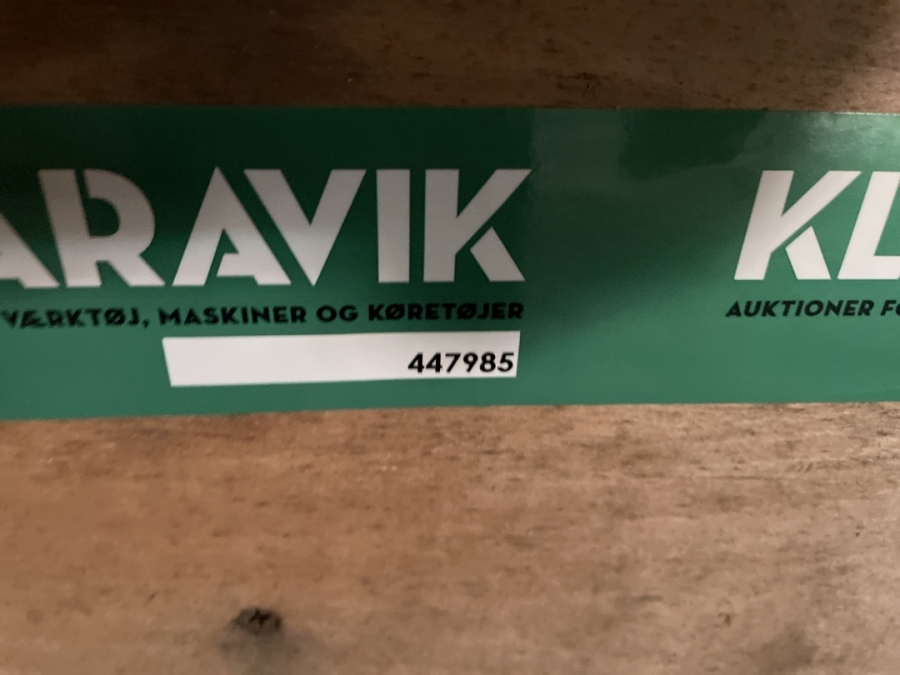 ARAVIK
VÆRKTØJ, MASKINER OG KØRETØJER
447985
KL
AUKTIONER FO